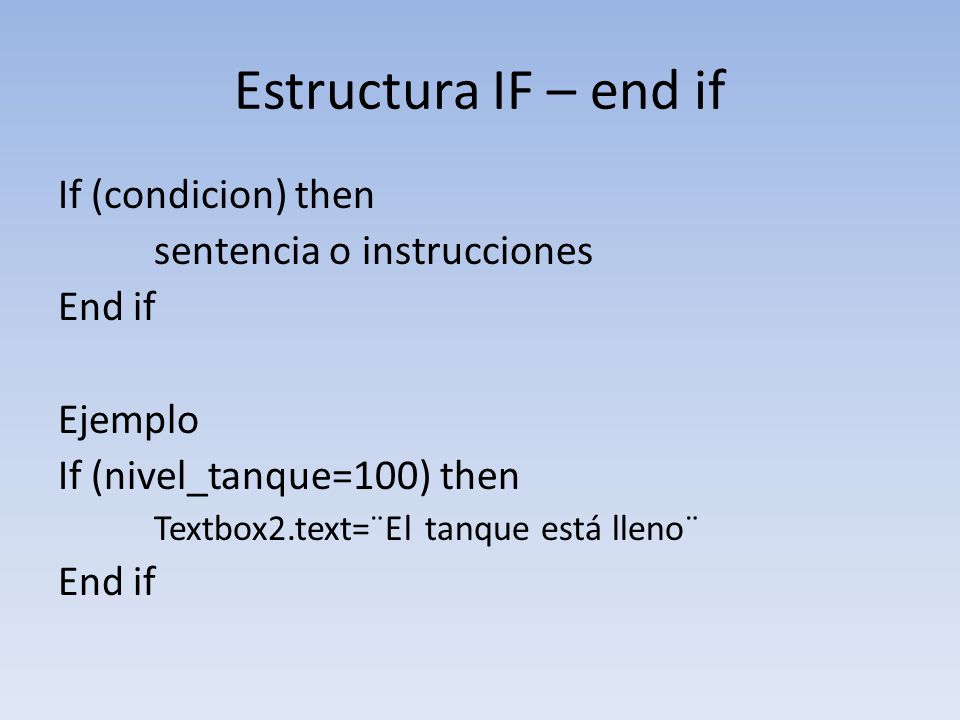 Estructura IF – end if
If (condicion) then
sentencia o instrucciones
End if
Ejemplo
If (nivel_tanque=100) then
Textbox2.text=¨El tanque está lleno¨
End if